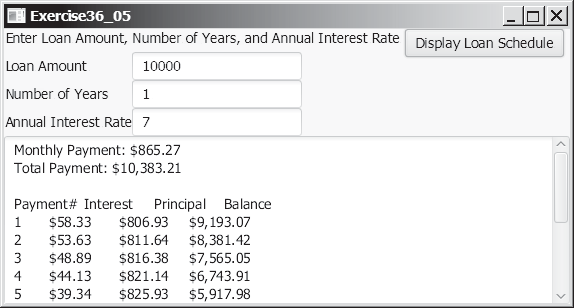 Exercise36_05
Enter Loan Amount, Number of Years, and Annual Interest Rate
Display Loan Schedule
Loan Amount 10000
Number of Years 1
Annual Interest Rate 7
Monthly Payment: $865.27
Total Payment: $10,383.21
Payment# Interest Principal Balance
1 $58.33 $806.93 $9,193.07
2 $53.63 $811.64 $8,381.42
3 $48.89 $816.38 $7,565.05
4 $44.13 $821.14 $6,743.91
5 $39.34 $825.93 $5,917.98